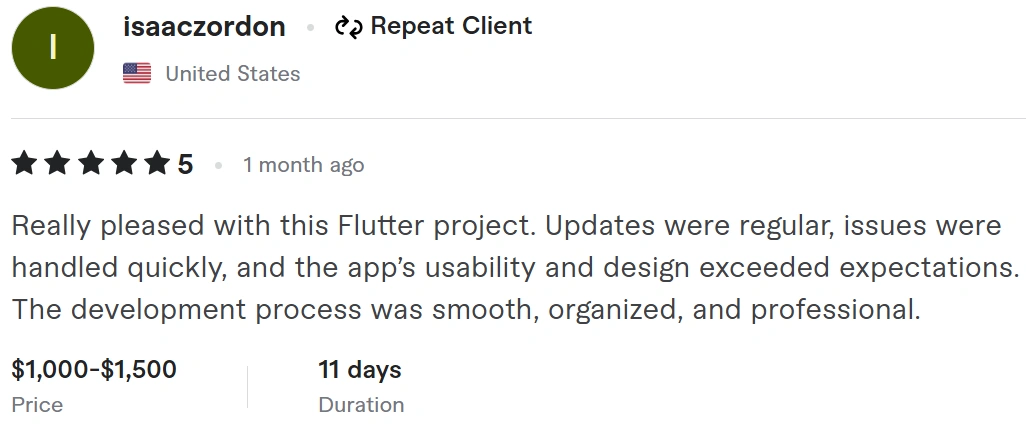 I
isaaczordon • Repeat Client
United States
5 • 1 month ago
Really pleased with this Flutter project. Updates were regular, issues were
handled quickly, and the app’s usability and design exceeded expectations.
The development process was smooth, organized, and professional.
$1,000-$1,500
Price
11 days
Duration